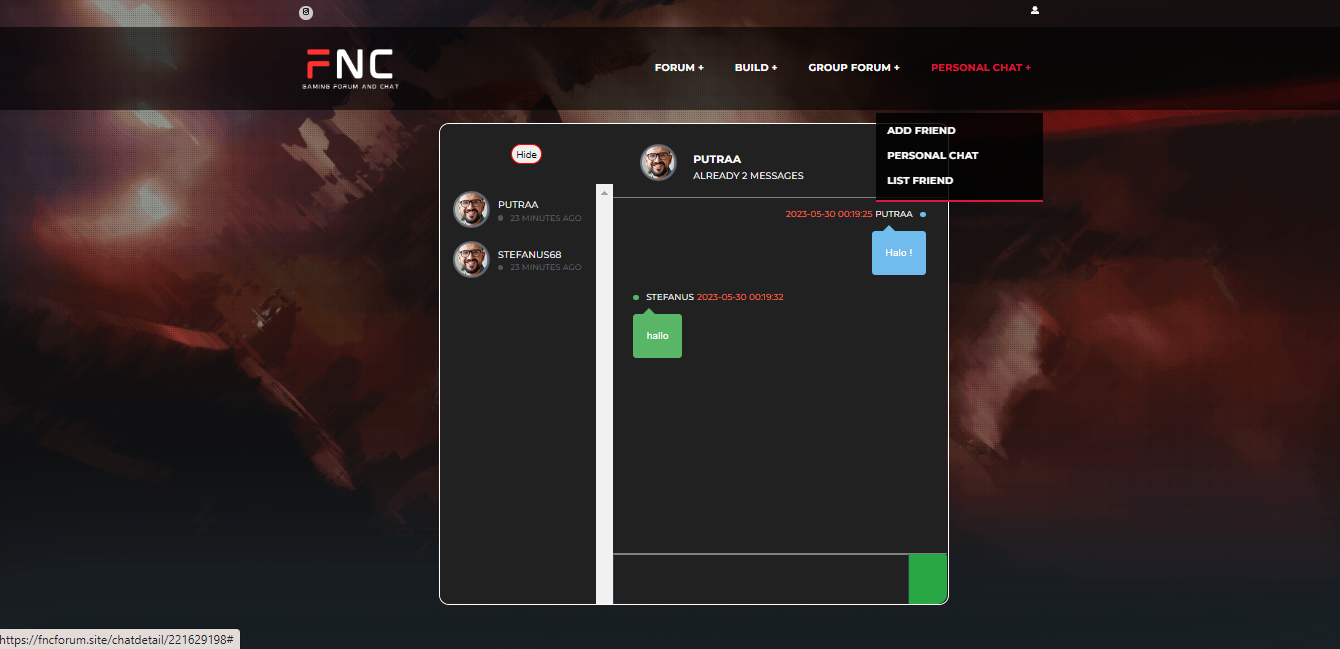 FNC
GAMING FORUM AND CHAT
FORUM +
BUILD +
GROUP FORUM +
PERSONAL CHAT +
ADD FRIEND
PERSONAL CHAT
LIST FRIEND
Hide
PUTRAA
23 MINUTES AGO
STEFANUS68
23 MINUTES AGO
PUTRAA
ALREADY 2 MESSAGES
2023-05-30 00:19:25 PUTRAA
Halo !
STEFANUS 2023-05-30 00:19:32
hallo
https://fncforum.site/chatdetail/221629198#